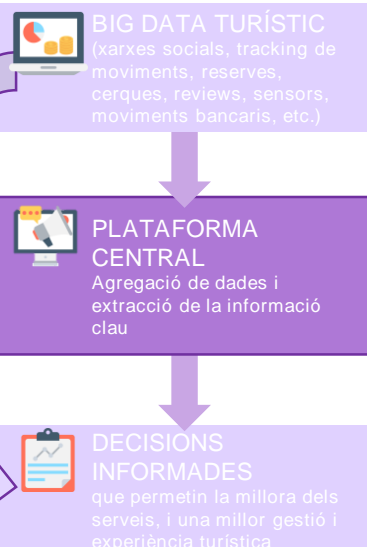 BIG DATA TURÍSTIC
(xarxes socials, tracking de
moviments, reserves,
cerques, reviews, sensors,
moviments bancaris, etc.)
PLATAFORMA
CENTRAL
Agregació de dades i
extracció de la informació
clau
DECISIONS
INFORMADES
que permetin la millora dels
serveis, i una millor gestió i
experiència turística